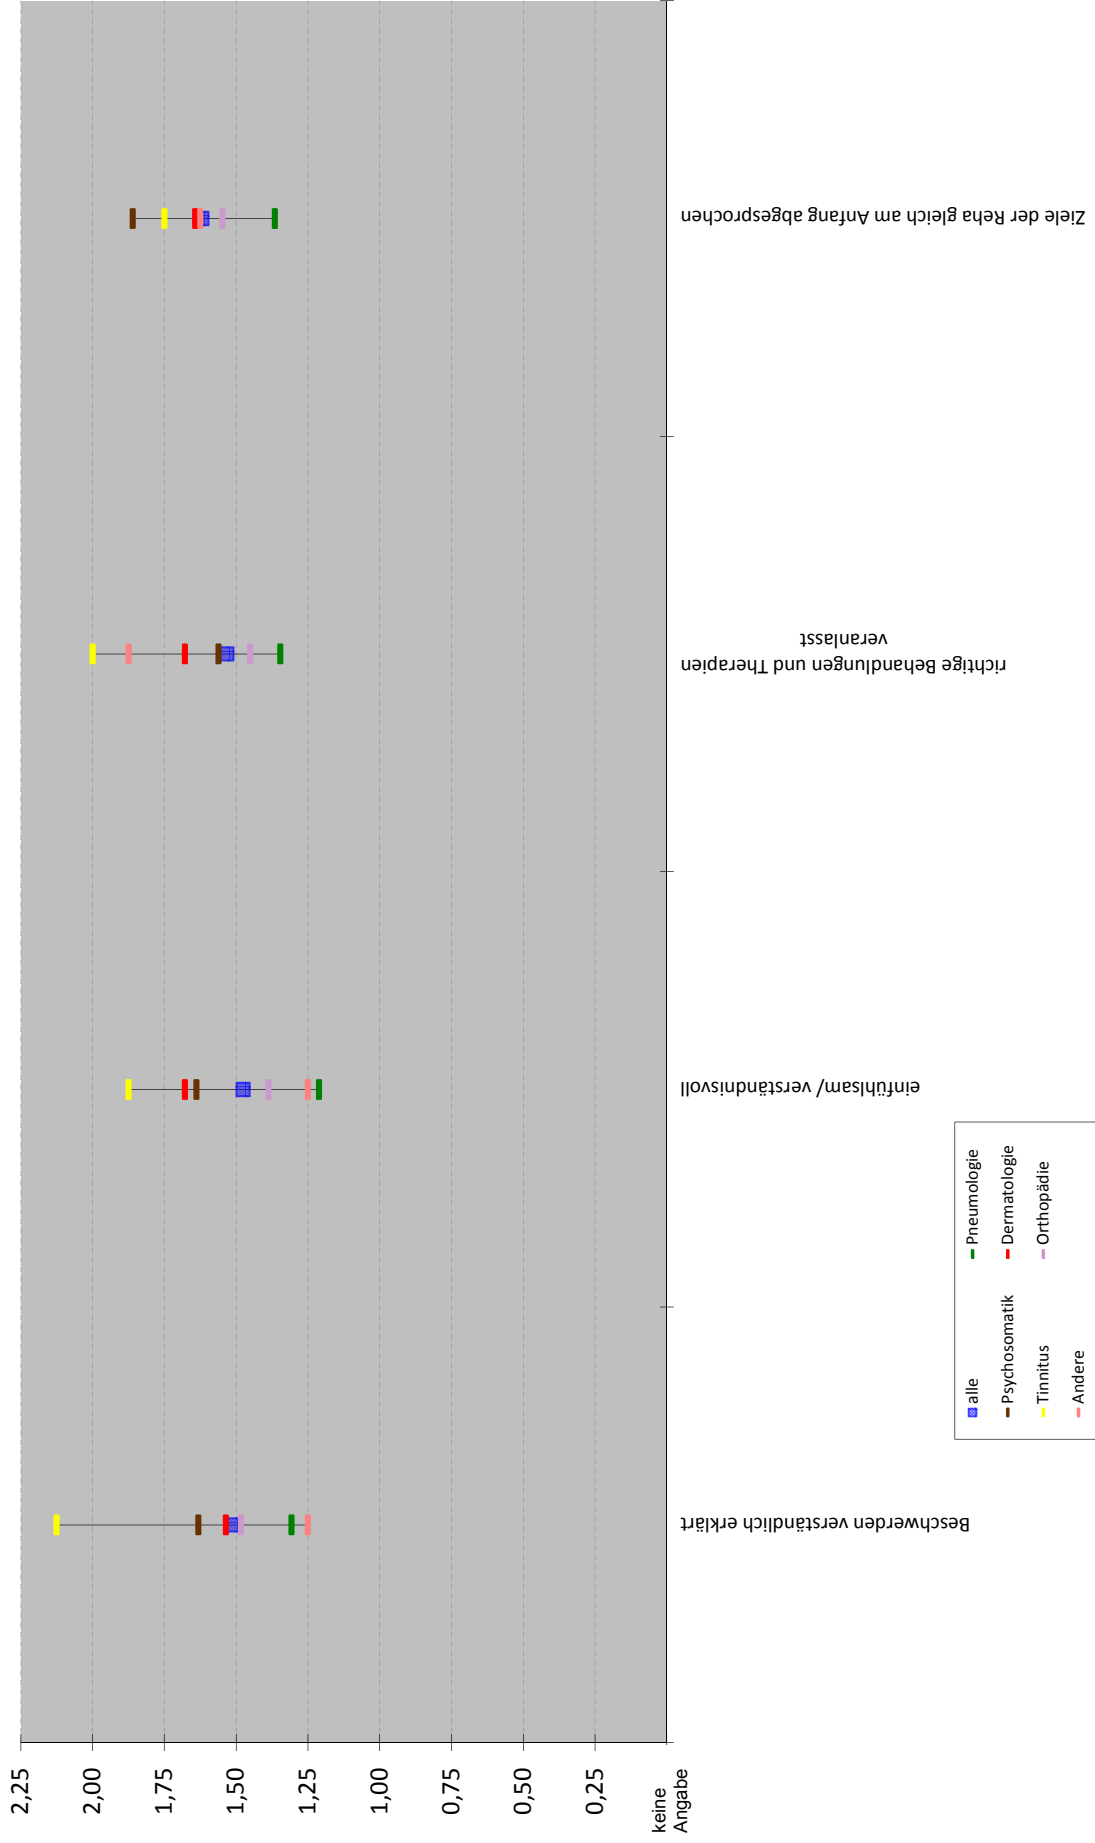 2,25
2,00
1,75
1,50
1,25
1,00
0,75
0,50
0,25
keine
Angabe
Beschwerden verständlich erklärt
einfühlsam/ verständnisvoll
richtige Behandlungen und Therapien
veranlasst
Ziele der Reha gleich am Anfang abgesprochen
alle
Pneumologie
Psychosomatik
Dermatologie
Tinnitus
Orthopädie
Andere